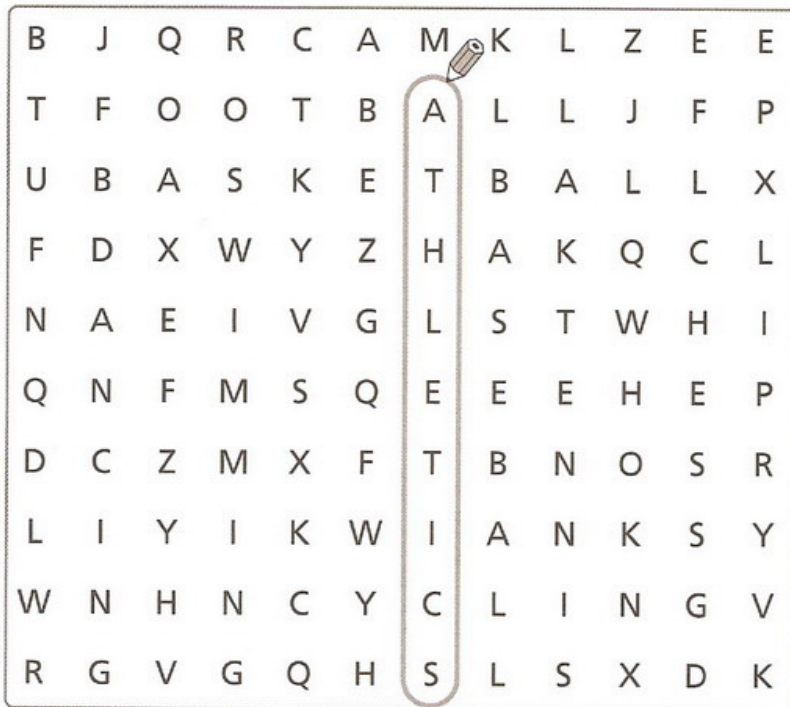 B J Q R C A M K L Z E E
T F O O T B A L L J F P
U B A S K E T B A L L X
F D X W Y Z H A K Q C L
N A E I V G L S T W H I
Q N F M S Q E E E H E P
D C Z M X F T B N O S R
L I Y I K W I A N K S Y
W N H N C Y C L I N G V
R G V G Q H S L S X D K